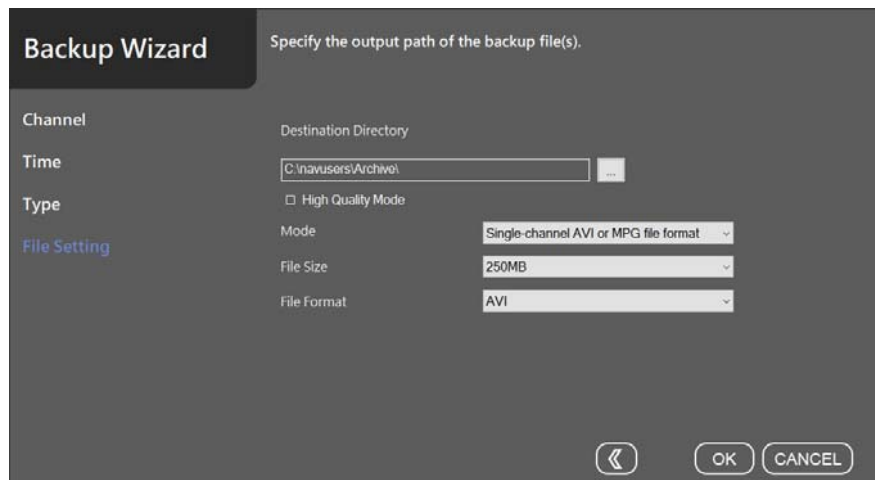 Backup Wizard
Specify the output path of the backup file(s).
Channel
Time
Type
File Setting
Destination Directory
C:\navusers\Archivo\
...
High Quality Mode
Mode
Single-channel AVI or MPG file format
File Size
250MB
File Format
AVI
OK
CANCEL